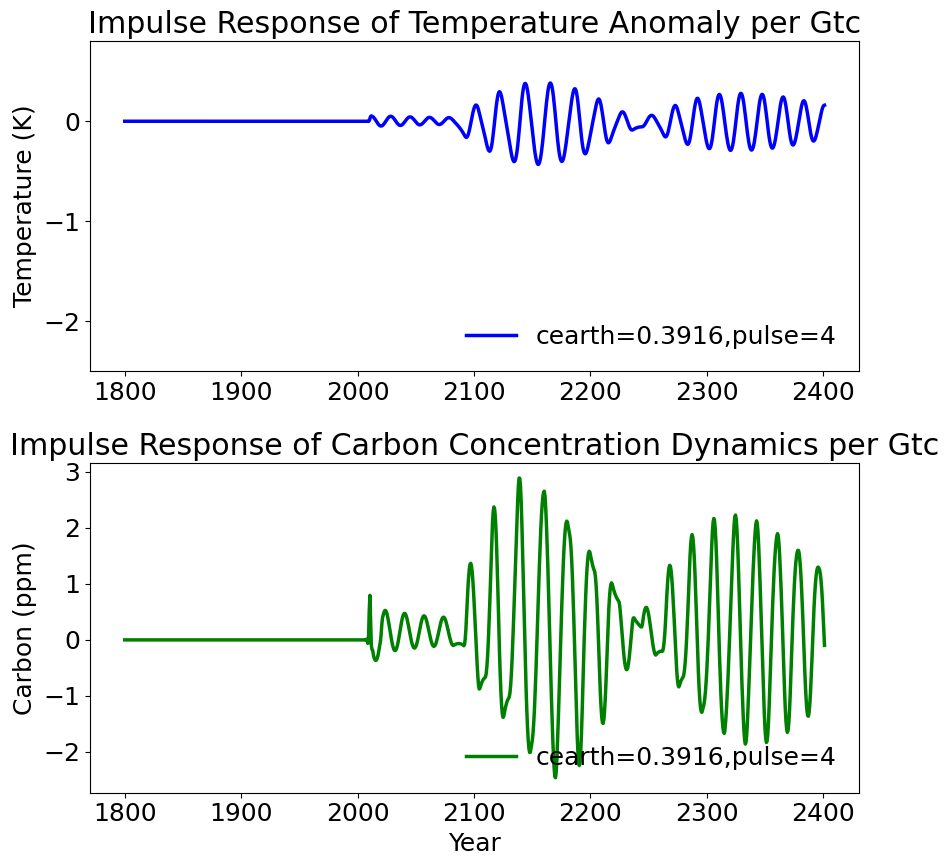 Impulse Response of Temperature Anomaly per Gtc
Temperature (K)
0
−1
−2
cearth=0.3916,pulse=4
1800 1900 2000 2100 2200 2300 2400
Impulse Response of Carbon Concentration Dynamics per Gtc
Carbon (ppm)
3
2
1
0
−1
−2
cearth=0.3916,pulse=4
1800 1900 2000 2100 2200 2300 2400
Year